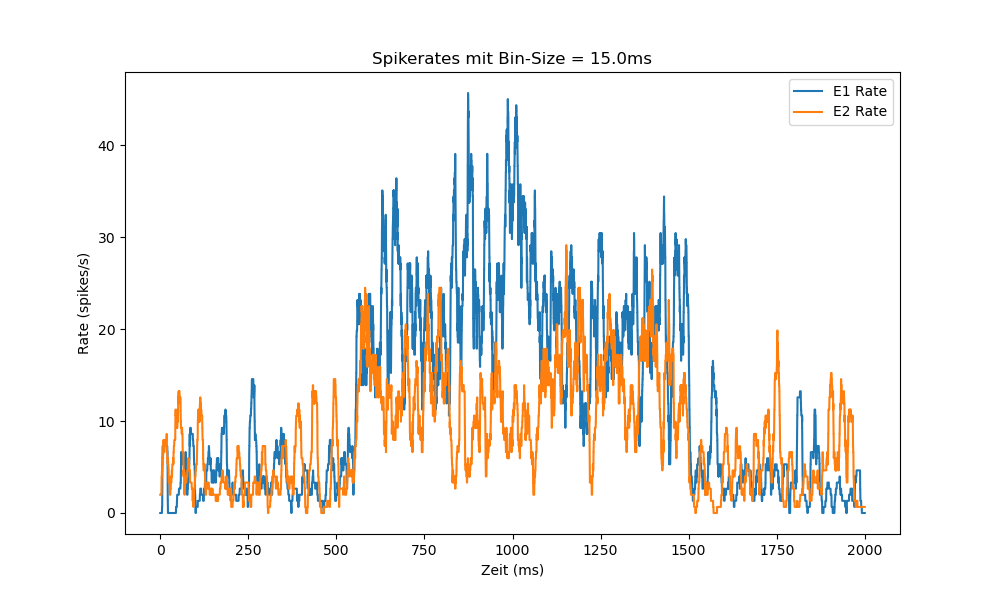 Spikerates mit Bin-Size = 15.0ms
E1 Rate
E2 Rate
Rate (spikes/s)
40
30
20
10
0
0 250 500 750 1000 1250 1500 1750 2000
Zeit (ms)